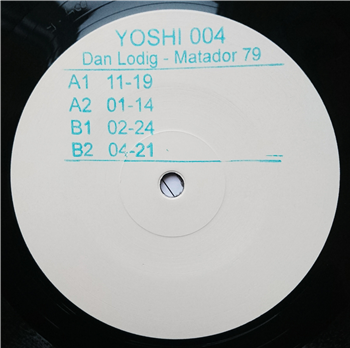 YOSHI 004
Dan Lodig - Matador 79
A1 11-19
A2 01-14
B1 02-24
B2 04-21